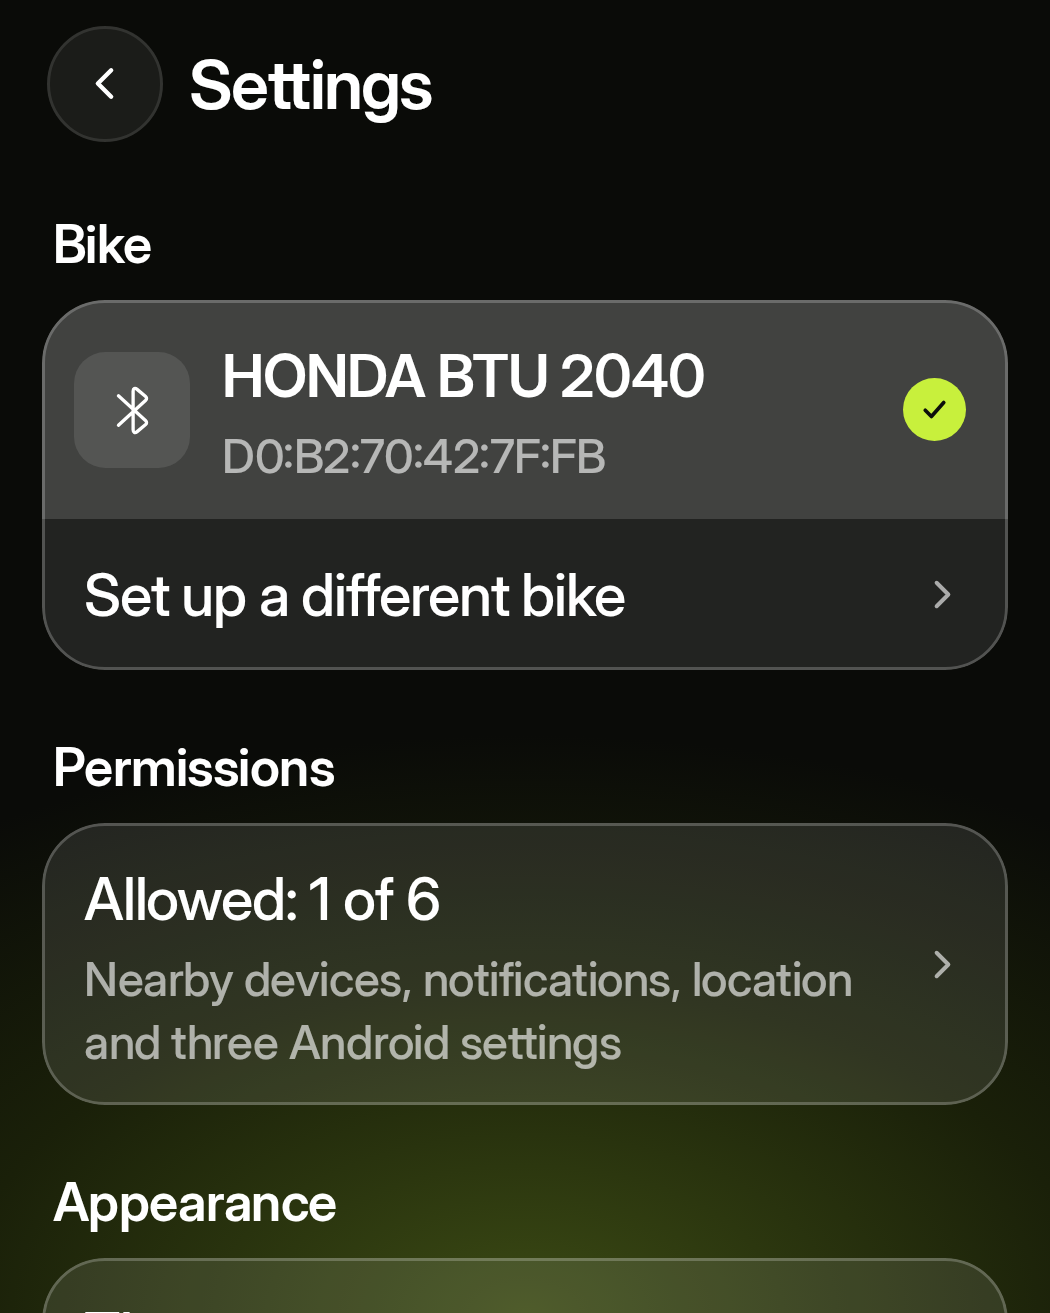 Settings
Bike
HONDA BTU 2040
D0:B2:70:42:7F:FB
Set up a different bike
Permissions
Allowed: 1 of 6
Nearby devices, notifications, location
and three Android settings
Appearance